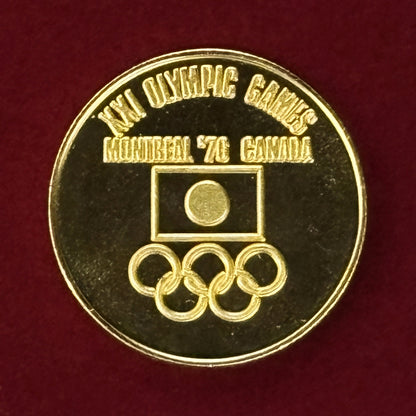 XXI OLYMPIC GAMES
MONTREAL '76 CANADA